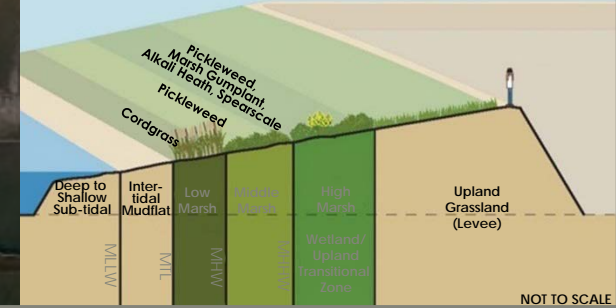 Pickleweed,
Marsh Gumplant,
Alkali Heath, Spearscale
Pickleweed
Cordgrass
Deep to
Shallow
Sub-tidal
Inter-
tidal
Mudflat
Low
Marsh
Middle
Marsh
High
Marsh
Wetland/
Upland
Transitional
Zone
Upland
Grassland
(Levee)
MLLW
MTL
MHW
NOT TO SCALE